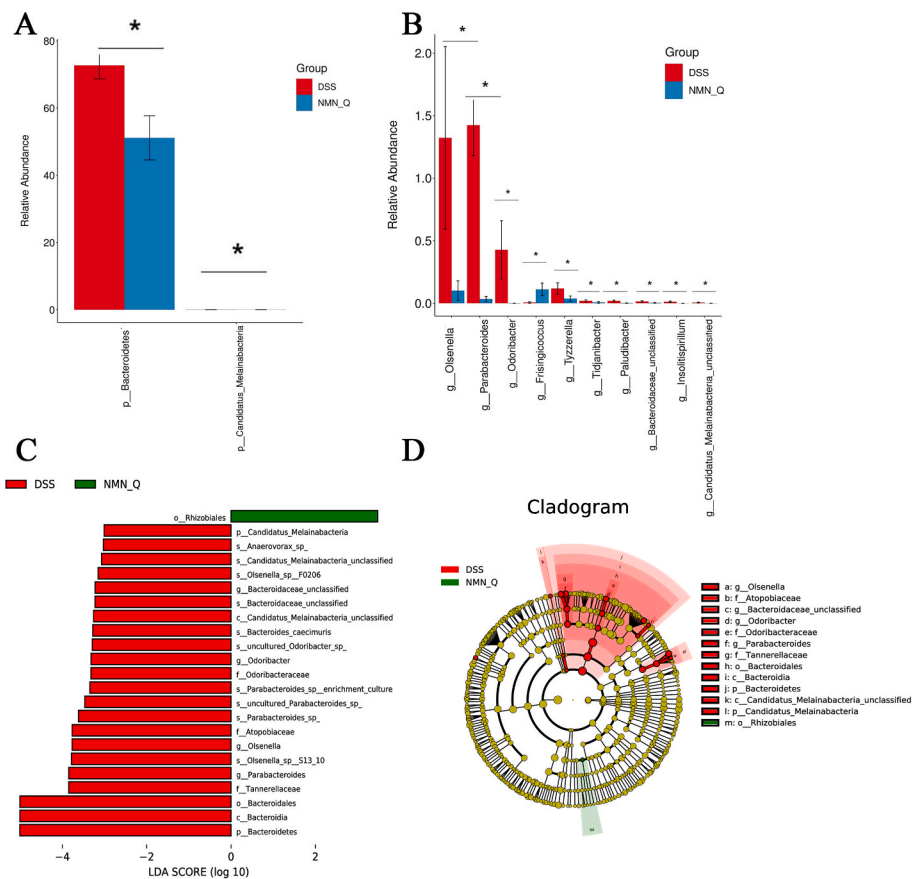 A
*
*
80
60
40
20
0
Relative Abundance
Group
DSS
NMN_Q
p__Bacteroidetes
p__Candidatus_Melainabacteria
B
*
*
*
*
*
*
*
*
*
*
2.0
1.5
1.0
0.5
0.0
Relative Abundance
Group
DSS
NMN_Q
g__Olsenella
g__Parabacteroides
g__Odoribacter
g__Frisingicoccus
g__Tyzzerella
g__Tidjanibacter
g__Paludibacter
g__Bacteroidaceae_unclassified
g__Insolitispirillum
g__Candidatus_Melainabacteria_unclassified
C
DSS
NMN_Q
o__Rhizobiales
p__Candidatus_Melainabacteria
s__Anaerovorax_sp_
s__Candidatus_Melainabacteria_unclassified
s__Olsenella_sp__F0206
g__Bacteroidaceae_unclassified
s__Bacteroidaceae_unclassified
c__Candidatus_Melainabacteria_unclassified
s__Bacteroides_caecimuris
s__uncultured_Odoribacter_sp_
g__Odoribacter
f__Odoribacteraceae
s__Parabacteroides_sp__enrichment_culture
s__uncultured_Parabacteroides_sp_
s__Parabacteroides_sp_
f__Atopobiaceae
g__Olsenella
s__Olsenella_sp__S13_10
g__Parabacteroides
f__Tannerellaceae
o__Bacteroidales
c__Bacteroidia
p__Bacteroidetes
−4
−2
0
2
LDA SCORE (log 10)
D
Cladogram
DSS
NMN_Q
a: g__Olsenella
b: f__Atopobiaceae
c: g__Bacteroidaceae_unclassified
d: g__Odoribacter
e: f__Odoribacteraceae
f: g__Parabacteroides
g: f__Tannerellaceae
h: o__Bacteroidales
i: c__Bacteroidia
j: p__Bacteroidetes
k: c__Candidatus_Melainabacteria_unclassified
l: p__Candidatus_Melainabacteria
m: o__Rhizobiales